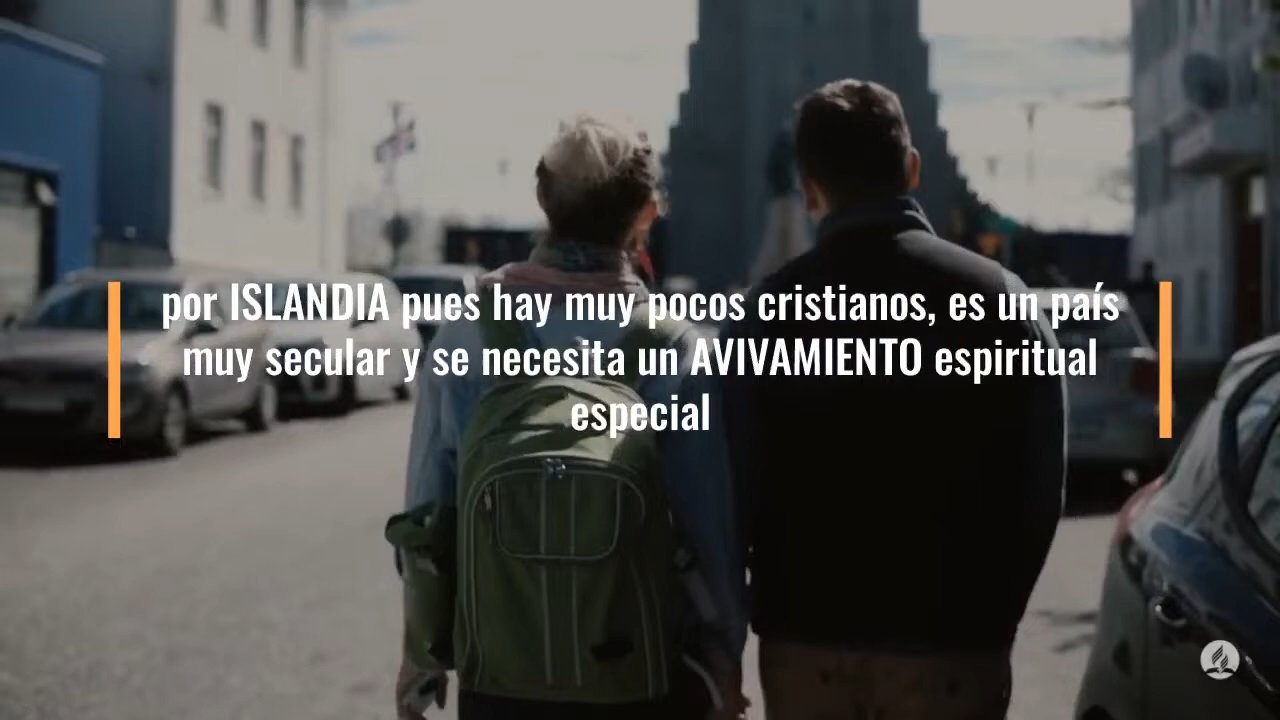 por ISLANDIA pues hay muy pocos cristianos, es un país
muy secular y se necesita un AVIVAMIENTO espiritual
especial